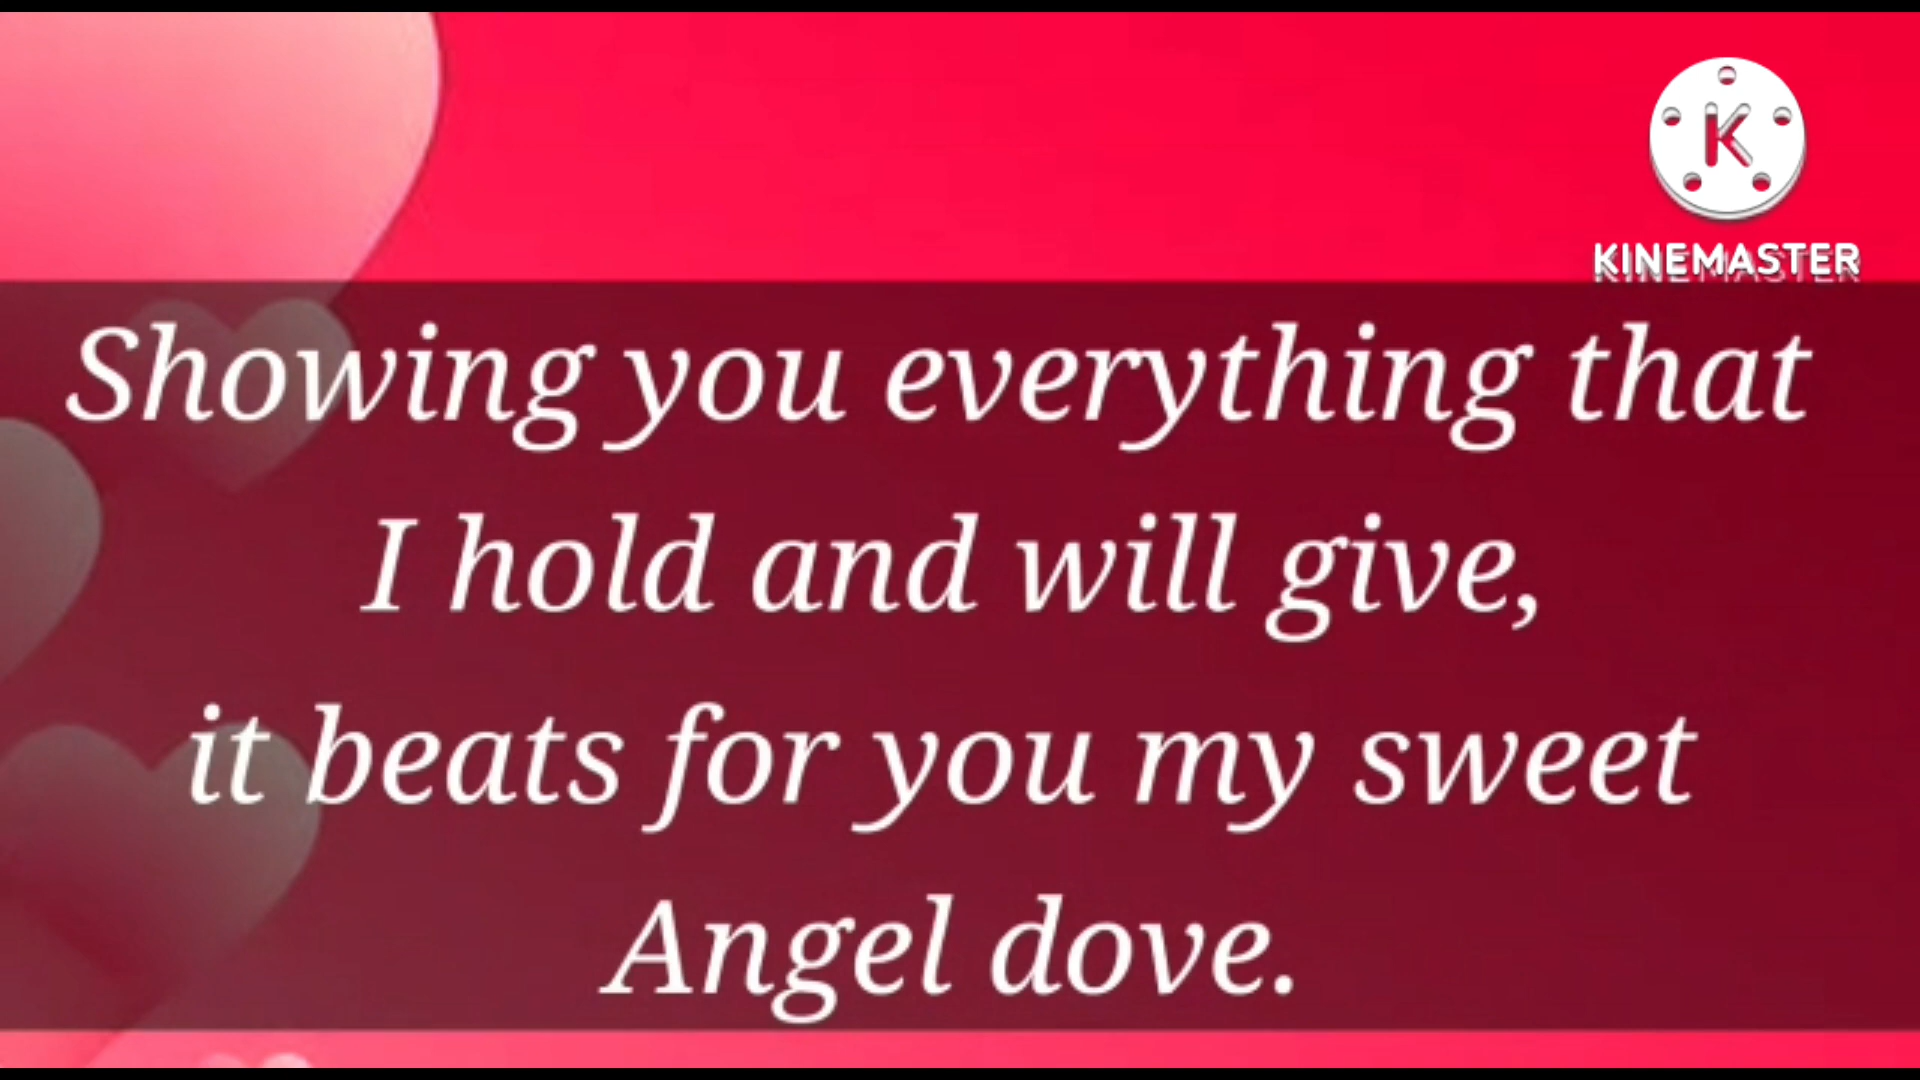 K
KINEMASTER
Showing you everything that
I hold and will give,
it beats for you my sweet
Angel dove.